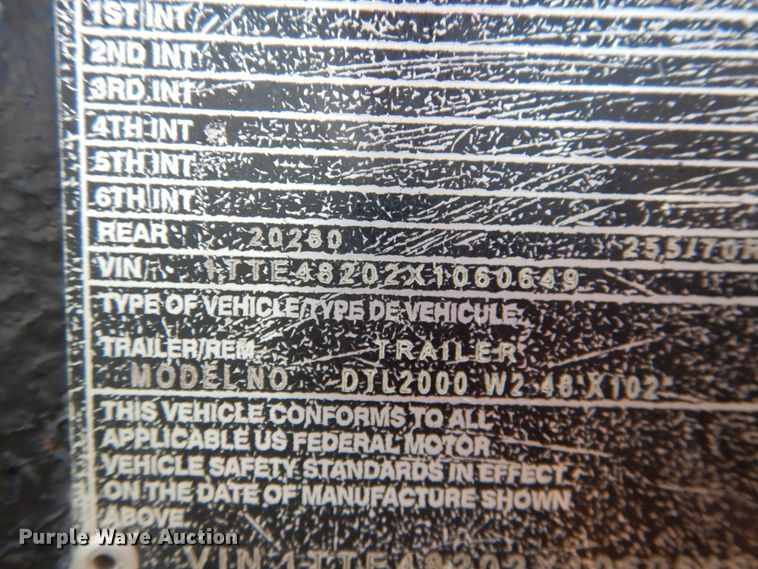 1ST INT
2ND INT
3RD INT
4TH INT
5TH INT
6TH INT
REAR 20280 255/70R
VIN 1TTE48202X1060649
TYPE OF VEHICLE/TYPE DE VEHICULE:
TRAILER/REM TRAILER
MODEL NO DTL2000 W2 48'X102"
THIS VEHICLE CONFORMS TO ALL
APPLICABLE US FEDERAL MOTOR
VEHICLE SAFETY STANDARDS IN EFFECT
ON THE DATE OF MANUFACTURE SHOWN
ABOVE
Purple Wave Auction
VIN 1TTE48202